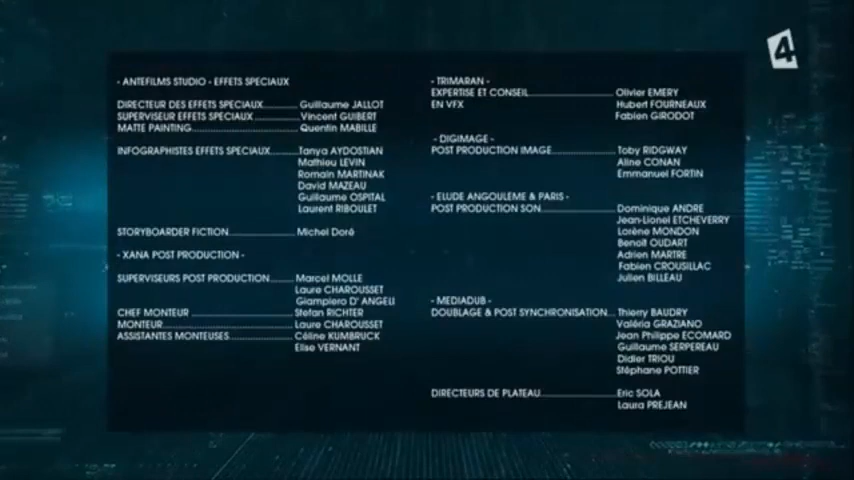 4
- ANTEFILMS STUDIO - EFFETS SPECIAUX
DIRECTEUR DES EFFETS SPECIAUX............ Guillaume JALLOT
SUPERVISEUR EFFETS SPECIAUX ............... Vincent GUIBERT
MATTE PAINTING..................................... Quentin MABILLE
INFOGRAPHISTES EFFETS SPECIAUX..........Tanya AYDOSTIAN
Mathieu LEVIN
Romain MARTINAK
David MAZEAU
Guillaume OSPITAL
Laurent RIBOULET
STORYBOARDER FICTION....................... Michel Doré
- XANA POST PRODUCTION -
SUPERVISEURS POST PRODUCTION........ Marcel MOLLE
Laure CHAROUSSET
Giampiero D' ANGELI
CHEF MONTEUR ................................... Stefan RICHTER
MONTEUR............................................ Laure CHAROUSSET
ASSISTANTES MONTEUSES...................... Céline KUMBRUCK
Elise VERNANT
- TRIMARAN -
EXPERTISE ET CONSEIL............................. Olivier EMERY
EN VFX Hubert FOURNEAUX
Fabien GIRODOT
- DIGIMAGE -
POST PRODUCTION IMAGE...................... Toby RIDGWAY
Aline CONAN
Emmanuel FORTIN
- ELUDE ANGOULEME & PARIS -
POST PRODUCTION SON.......................... Dominique ANDRE
Jean-Lionel ETCHEVERRY
Lorène MONDON
Benoît OUDART
Adrien MARTRE
Fabien CROUSILLAC
Julien BILLEAU
- MEDIADUB -
DOUBLAGE & POST SYNCHRONISATION... Thierry BAUDRY
Valéria GRAZIANO
Jean Philippe ECOMARD
Guillaume SERPEREAU
Didier TRIOU
Stéphane POTTIER
DIRECTEURS DE PLATEAU.......................... Eric SOLA
Laura PREJEAN